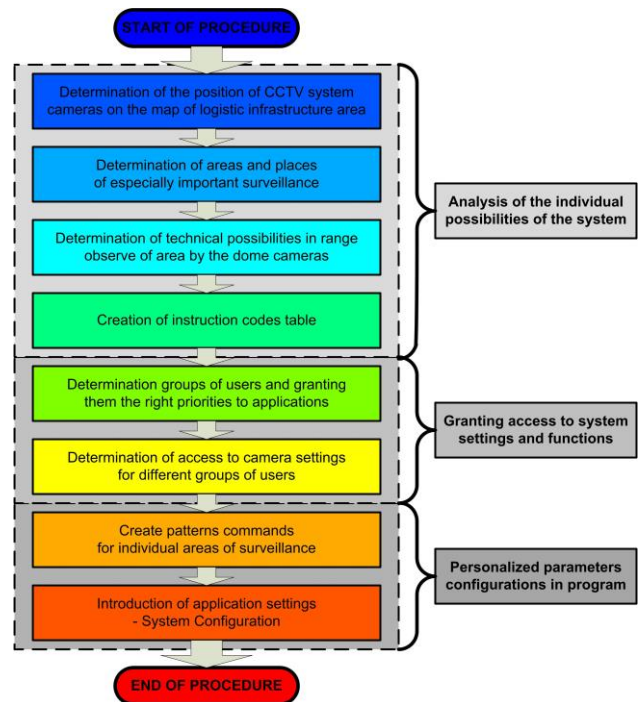 START OF PROCEDURE
Determination of the position of CCTV system
cameras on the map of logistic infrastructure area
Determination of areas and places
of especially important surveillance
Determination of technical possibilities in range
observe of area by the dome cameras
Creation of instruction codes table
Analysis of the individual
possibilities of the system
Determination groups of users and granting
them the right priorities to applications
Determination of access to camera settings
for different groups of users
Granting access to system
settings and functions
Create patterns commands
for individual areas of surveillance
Introduction of application settings
- System Configuration
Personalized parameters
configurations in program
END OF PROCEDURE